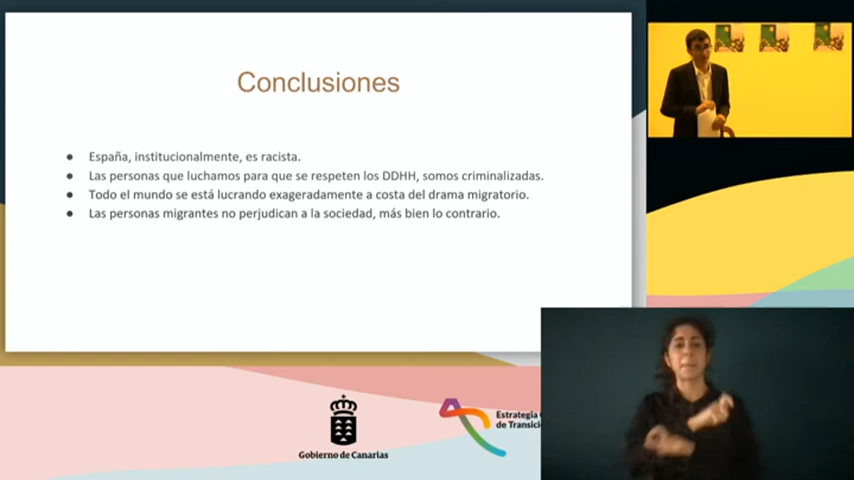 Conclusiones
España, institucionalmente, es racista.
Las personas que luchamos para que se respeten los DDHH, somos criminalizadas.
Todo el mundo se está lucrando exageradamente a costa del drama migratorio.
Las personas migrantes no perjudican a la sociedad, más bien lo contrario.
Gobierno de Canarias
Estrategia
de Transici